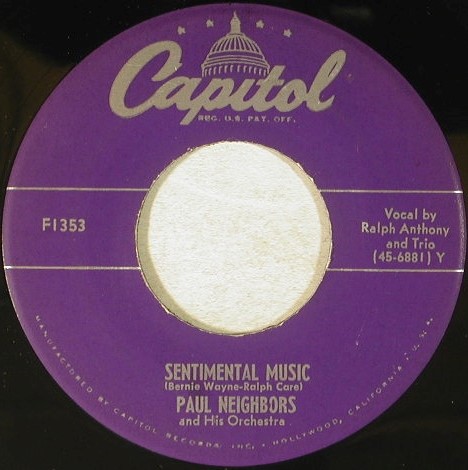 Capitol
REG. U.S. PAT. OFF.
F1353
Vocal by
Ralph Anthony
and Trio
(45-6881) Y
SENTIMENTAL MUSIC
(Bernie Wayne-Ralph Care)
PAUL NEIGHBORS
and His Orchestra
MANUFACTURED BY CAPITOL RECORDS, INC. • HOLLYWOOD, CALIFORNIA • U.S.A.